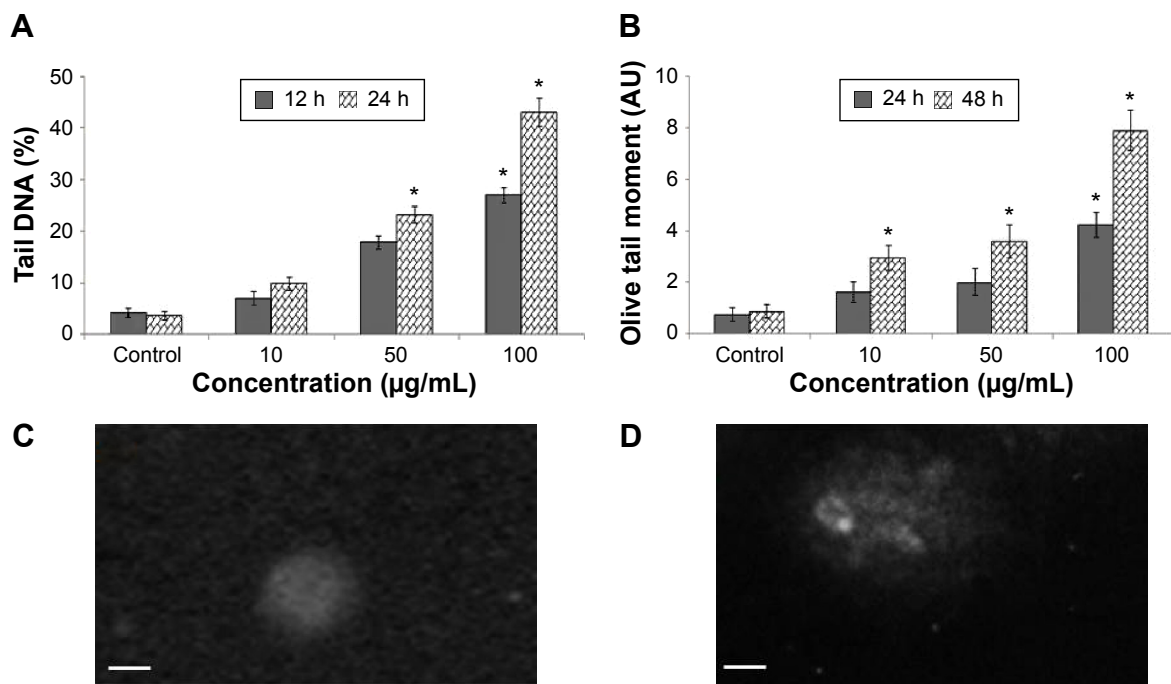 A
Tail DNA (%)
50
40
30
20
10
0
12 h 24 h
*
*
*
Control 10 50 100
Concentration (µg/mL)
B
Olive tail moment (AU)
10
8
6
4
2
0
24 h 48 h
*
*
*
*
Control 10 50 100
Concentration (µg/mL)
C
D